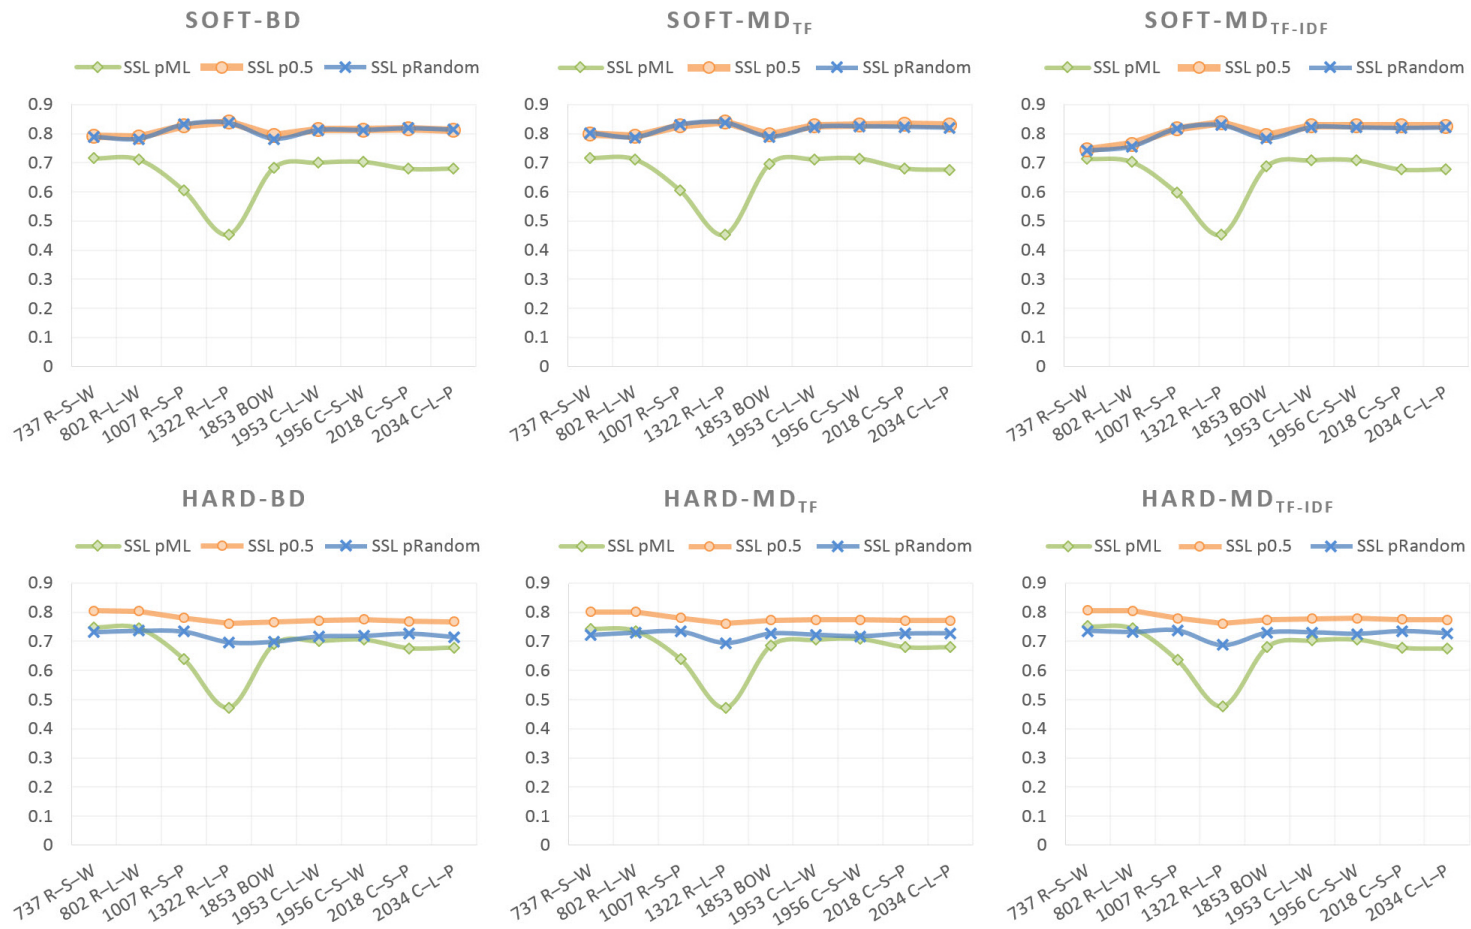 SOFT-BD
SSL pML SSL p0.5 SSL pRandom
0.9
0.8
0.7
0.6
0.5
0.4
0.3
0.2
0.1
0
737 R–S–W
802 R–L–W
1007 R–S–P
1322 R–L–P
1853 BOW
1953 C–L–W
1956 C–S–W
2018 C–S–P
2034 C–L–P
SOFT-MDTF
SSL pML SSL p0.5 SSL pRandom
0.9
0.8
0.7
0.6
0.5
0.4
0.3
0.2
0.1
0
737 R–S–W
802 R–L–W
1007 R–S–P
1322 R–L–P
1853 BOW
1953 C–L–W
1956 C–S–W
2018 C–S–P
2034 C–L–P
SOFT-MDTF-IDF
SSL pML SSL p0.5 SSL pRandom
0.9
0.8
0.7
0.6
0.5
0.4
0.3
0.2
0.1
0
737 R–S–W
802 R–L–W
1007 R–S–P
1322 R–L–P
1853 BOW
1953 C–L–W
1956 C–S–W
2018 C–S–P
2034 C–L–P
HARD-BD
SSL pML SSL p0.5 SSL pRandom
0.9
0.8
0.7
0.6
0.5
0.4
0.3
0.2
0.1
0
737 R–S–W
802 R–L–W
1007 R–S–P
1322 R–L–P
1853 BOW
1953 C–L–W
1956 C–S–W
2018 C–S–P
2034 C–L–P
HARD-MDTF
SSL pML SSL p0.5 SSL pRandom
0.9
0.8
0.7
0.6
0.5
0.4
0.3
0.2
0.1
0
737 R–S–W
802 R–L–W
1007 R–S–P
1322 R–L–P
1853 BOW
1953 C–L–W
1956 C–S–W
2018 C–S–P
2034 C–L–P
HARD-MDTF-IDF
SSL pML SSL p0.5 SSL pRandom
0.9
0.8
0.7
0.6
0.5
0.4
0.3
0.2
0.1
0
737 R–S–W
802 R–L–W
1007 R–S–P
1322 R–L–P
1853 BOW
1953 C–L–W
1956 C–S–W
2018 C–S–P
2034 C–L–P